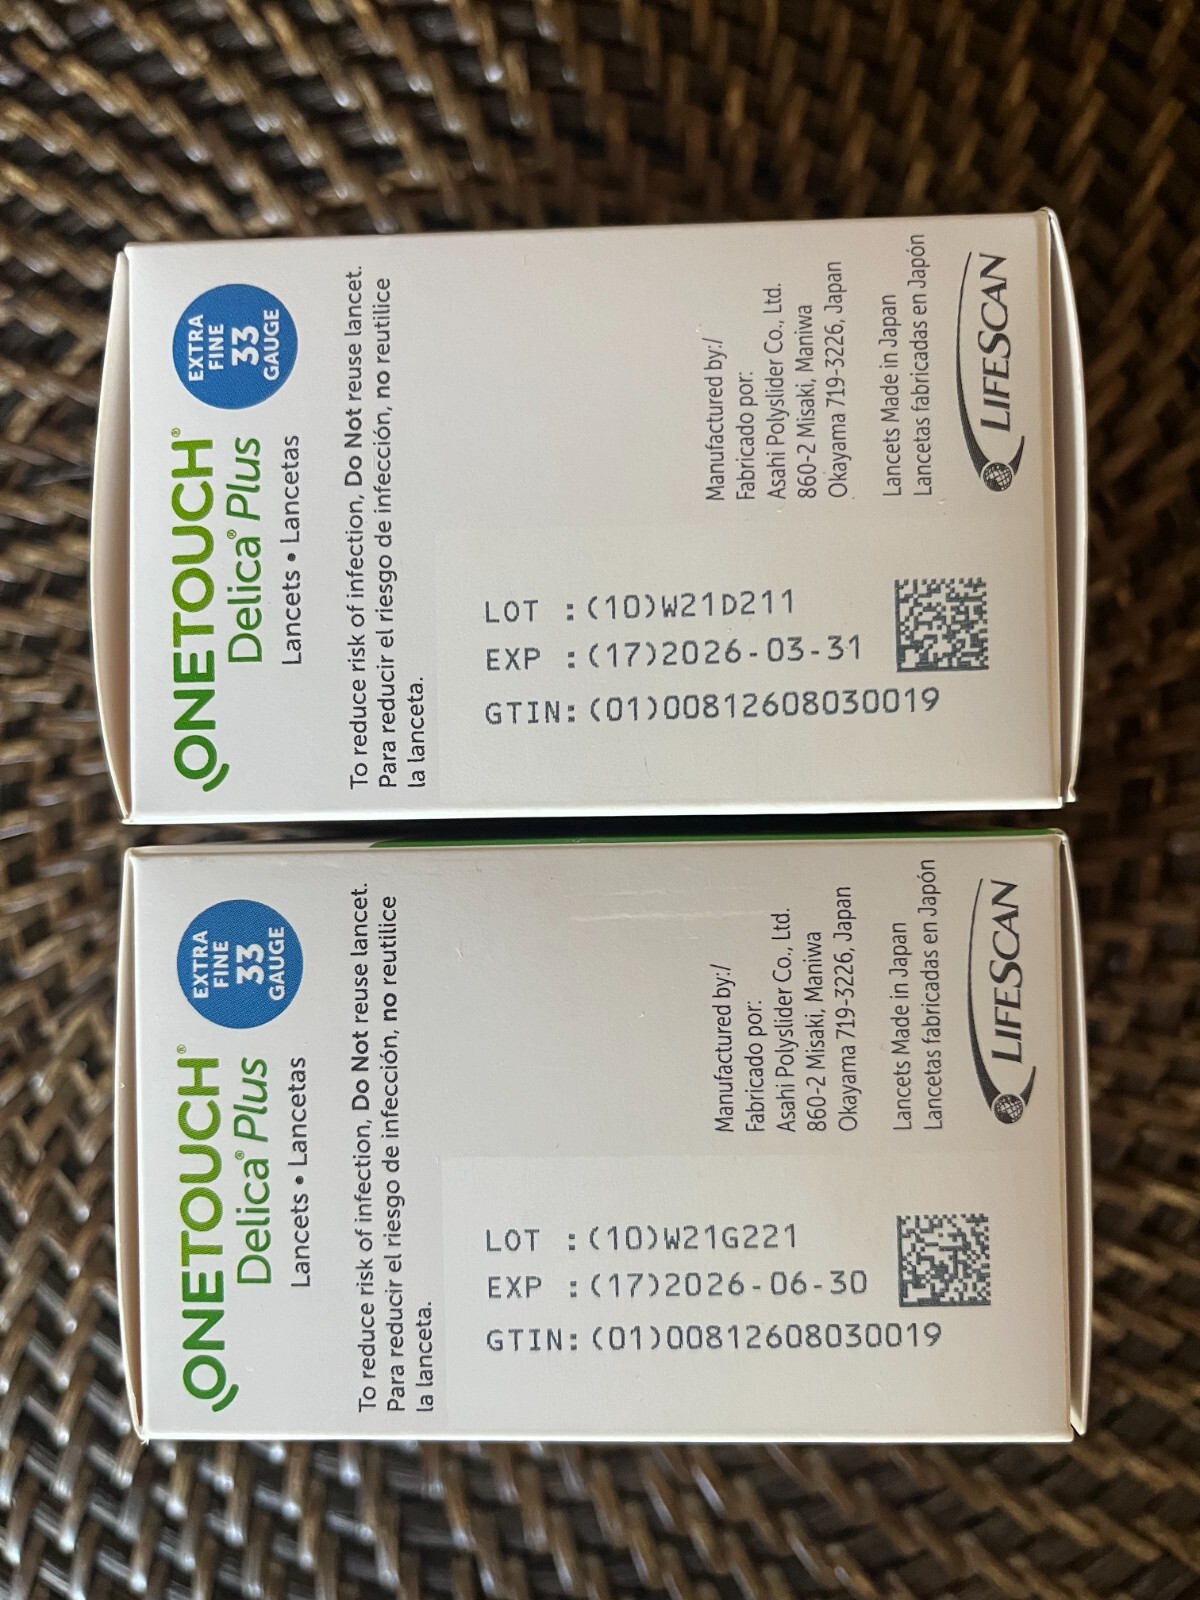 ONETOUCH®
Delica® Plus
Lancets • Lancetas
EXTRA
FINE
33
GAUGE
To reduce risk of infection, Do Not reuse lancet.
Para reducir el riesgo de infección, no reutilice
la lanceta.
LOT :(10)W21D211
EXP :(17)2026-03-31
GTIN:(01)00812608030019
Manufactured by:/
Fabricado por:
Asahi Polyslider Co., Ltd.
860-2 Misaki, Maniwa
Okayama 719-3226, Japan
Lancets Made in Japan
Lancetas fabricadas en Japón
LIFESCAN
ONETOUCH®
Delica® Plus
Lancets • Lancetas
EXTRA
FINE
33
GAUGE
To reduce risk of infection, Do Not reuse lancet.
Para reducir el riesgo de infección, no reutilice
la lanceta.
LOT :(10)W21G221
EXP :(17)2026-06-30
GTIN:(01)00812608030019
Manufactured by:/
Fabricado por:
Asahi Polyslider Co., Ltd.
860-2 Misaki, Maniwa
Okayama 719-3226, Japan
Lancets Made in Japan
Lancetas fabricadas en Japón
LIFESCAN